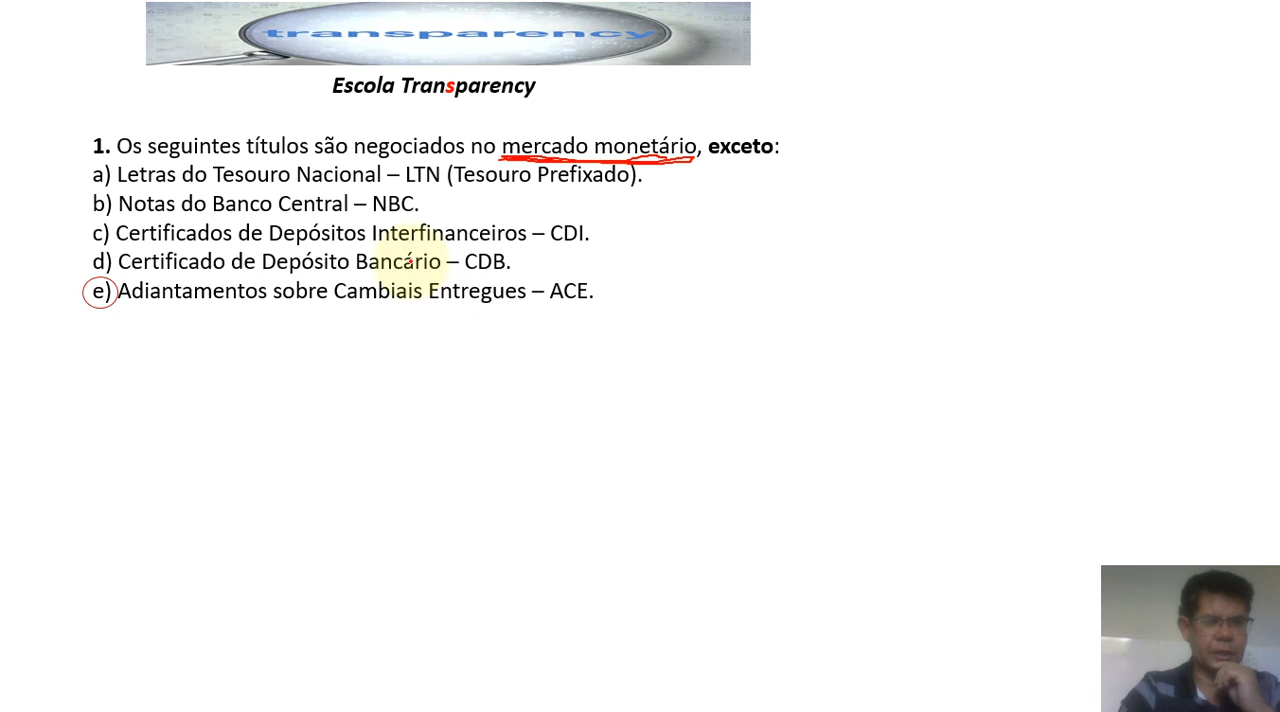 transparency
Escola Transparency
1. Os seguintes títulos são negociados no mercado monetário, exceto:
a) Letras do Tesouro Nacional – LTN (Tesouro Prefixado).
b) Notas do Banco Central – NBC.
c) Certificados de Depósitos Interfinanceiros – CDI.
d) Certificado de Depósito Bancário – CDB.
e) Adiantamentos sobre Cambiais Entregues – ACE.